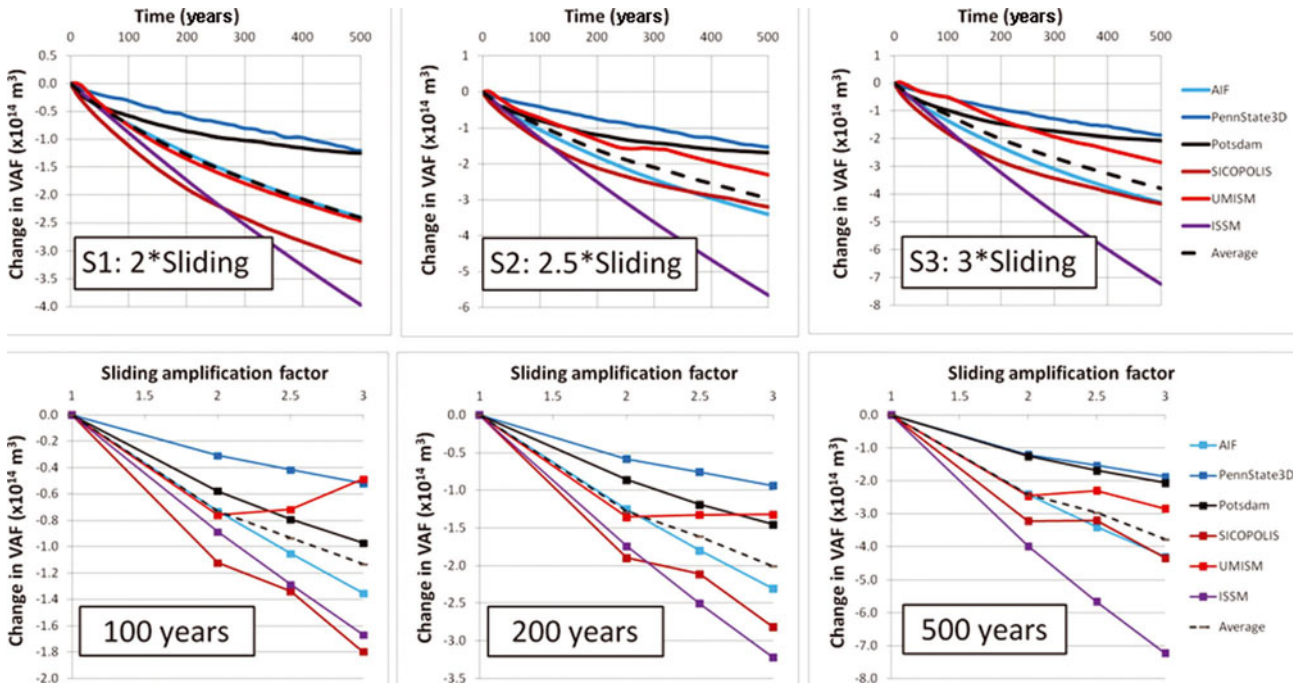 Time (years)
0 100 200 300 400 500
0.5
0.0
-0.5
-1.0
-1.5
-2.0
-2.5
-3.0
-3.5
-4.0
Change in VAF (x10¹⁴ m³)
S1: 2*Sliding
Time (years)
0 100 200 300 400 500
1
0
-1
-2
-3
-4
-5
-6
Change in VAF (x10¹⁴ m³)
S2: 2.5*Sliding
Time (years)
0 100 200 300 400 500
1
0
-1
-2
-3
-4
-5
-6
-7
-8
Change in VAF (x10¹⁴ m³)
S3: 3*Sliding
AIF
PennState3D
Potsdam
SICOPOLIS
UMISM
ISSM
Average
Sliding amplification factor
1 1.5 2 2.5 3
0.0
-0.2
-0.4
-0.6
-0.8
-1.0
-1.2
-1.4
-1.6
-1.8
-2.0
Change in VAF (x10¹⁴ m³)
100 years
Sliding amplification factor
1 1.5 2 2.5 3
0.0
-0.5
-1.0
-1.5
-2.0
-2.5
-3.0
-3.5
Change in VAF (x10¹⁴ m³)
200 years
Sliding amplification factor
1 1.5 2 2.5 3
0.0
-1.0
-2.0
-3.0
-4.0
-5.0
-6.0
-7.0
-8.0
Change in VAF (x10¹⁴ m³)
500 years
AIF
PennState3D
Potsdam
SICOPOLIS
UMISM
ISSM
Average